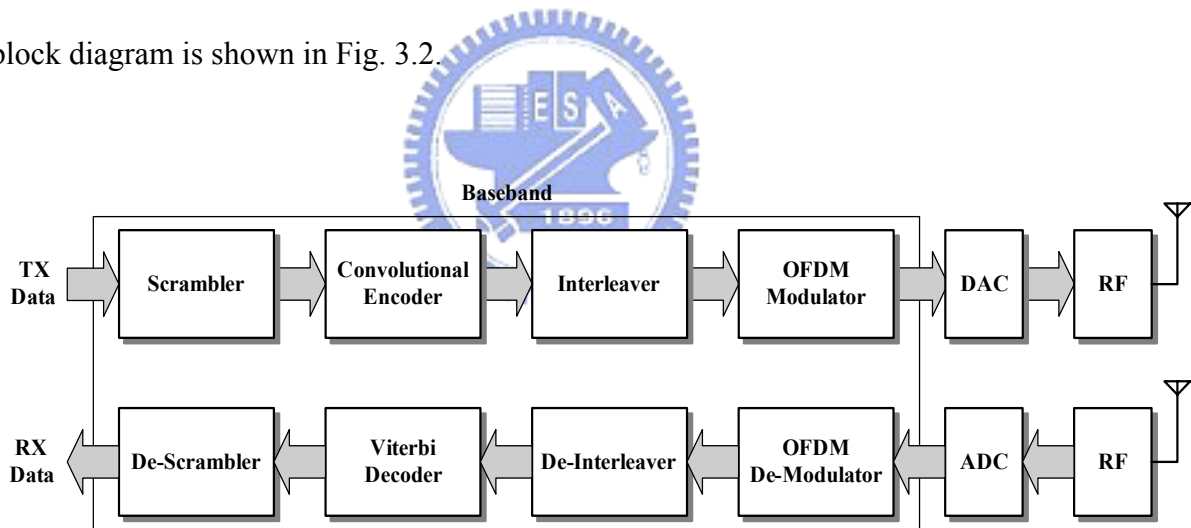 block diagram is shown in Fig. 3.2.
E S A
1896
Baseband
TX
Data
Scrambler
Convolutional
Encoder
Interleaver
OFDM
Modulator
DAC
RF
RX
Data
De-Scrambler
Viterbi
Decoder
De-Interleaver
OFDM
De-Modulator
ADC
RF